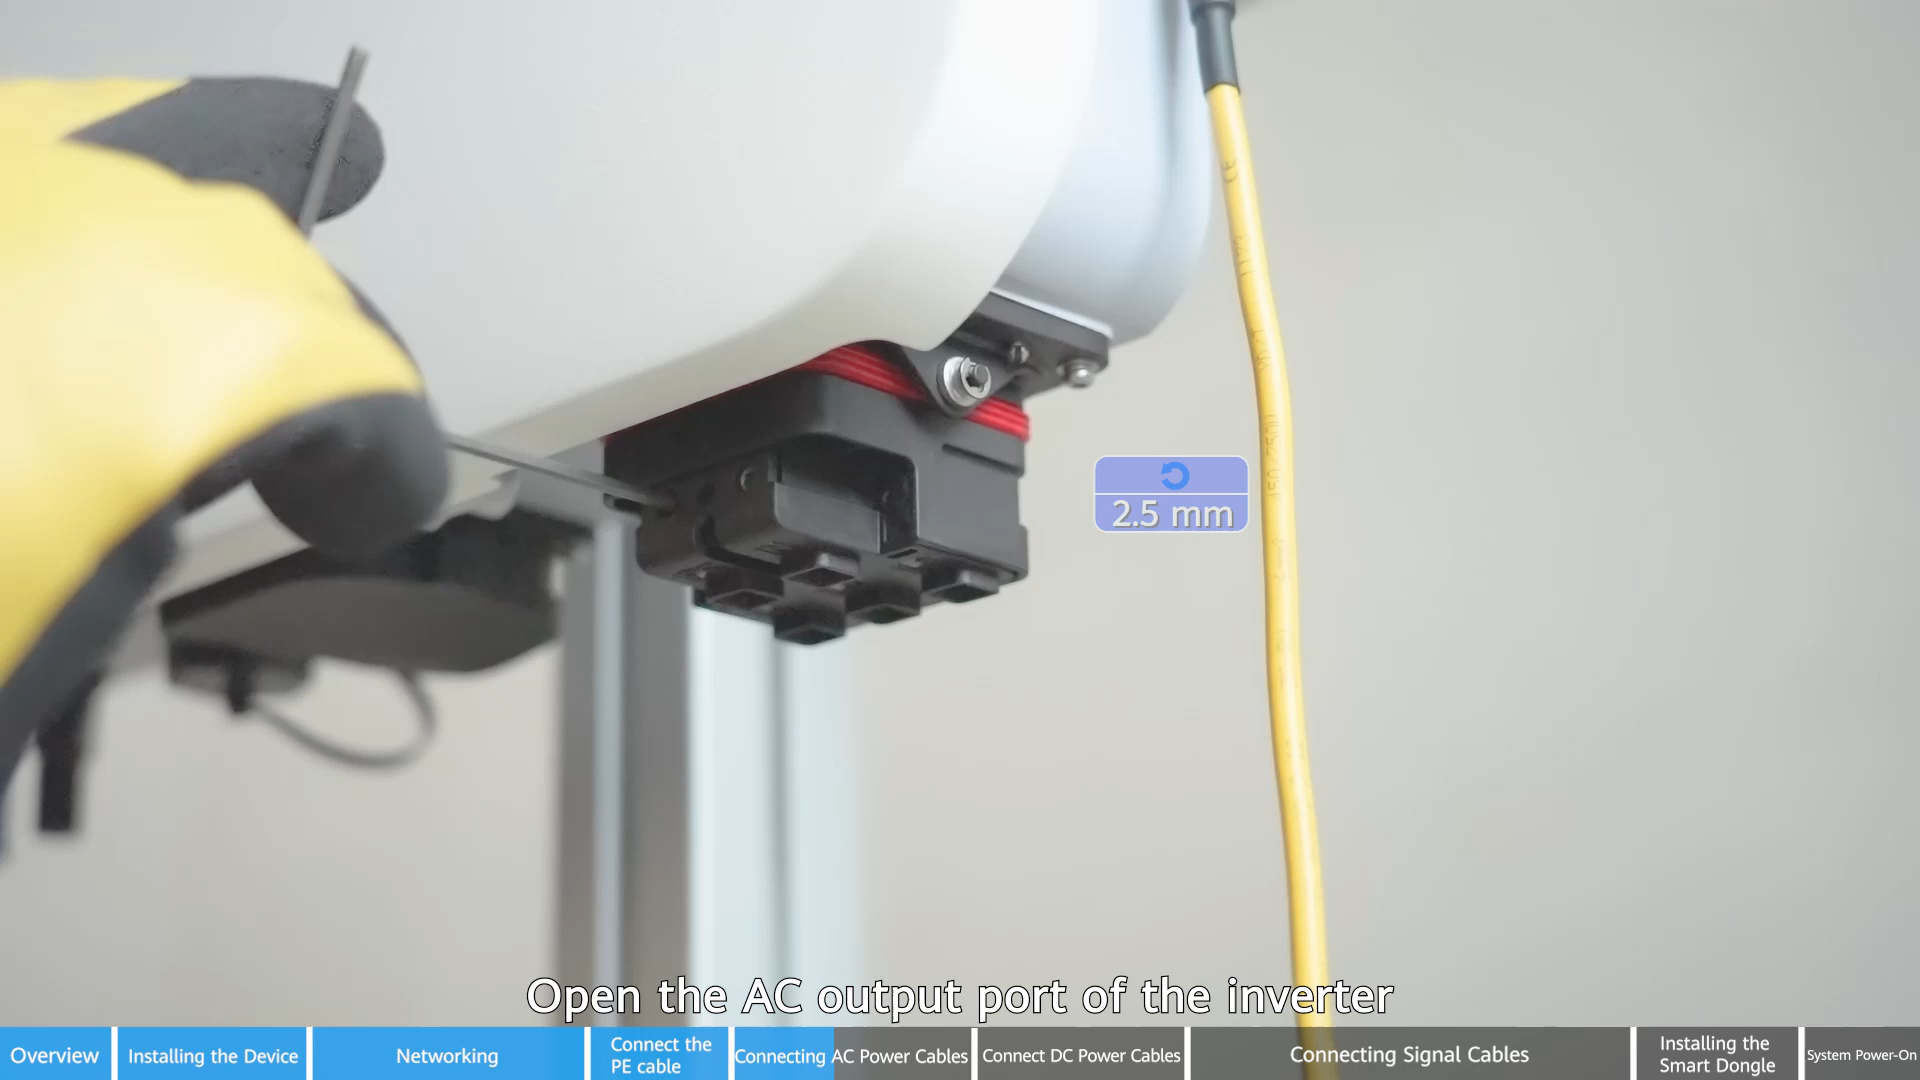 2.5 mm
Open the AC output port of the inverter
Overview
Installing the Device
Networking
Connect the
PE cable
Connecting AC Power Cables
Connect DC Power Cables
Connecting Signal Cables
Installing the
Smart Dongle
System Power-On